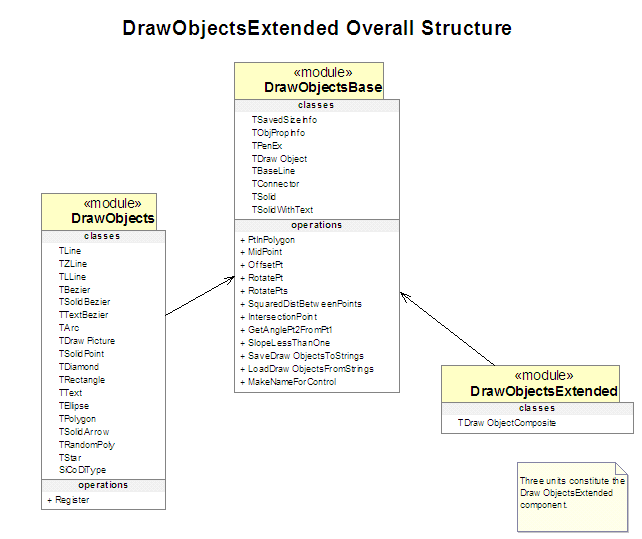 DrawObjectsExtended Overall Structure
«module»
DrawObjectsBase
classes
TSavedSizeInfo
TObjPropInfo
TPenEx
TDraw Object
TBaseLine
TConnector
TSolid
TSolidWithText
operations
+ PtInPolygon
+ MidPoint
+ OffsetPt
+ RotatePt
+ RotatePts
+ SquaredDistBetweenPoints
+ IntersectionPoint
+ GetAnglePt2FromPt1
+ SlopeLessThanOne
+ SaveDraw ObjectsToStrings
+ LoadDraw ObjectsFromStrings
+ MakeNameForControl
«module»
DrawObjects
classes
TLine
TZLine
TLLine
TBezier
TSolidBezier
TTextBezier
TArc
TDraw Picture
TSolidPoint
TDiamond
TRectangle
TText
TEllipse
TPolygon
TSolidArrow
TRandomPoly
TStar
SiCoDiType
operations
+ Register
«module»
DrawObjectsExtended
classes
TDraw ObjectComposite
Three units constitute the
Draw ObjectsExtended
component.